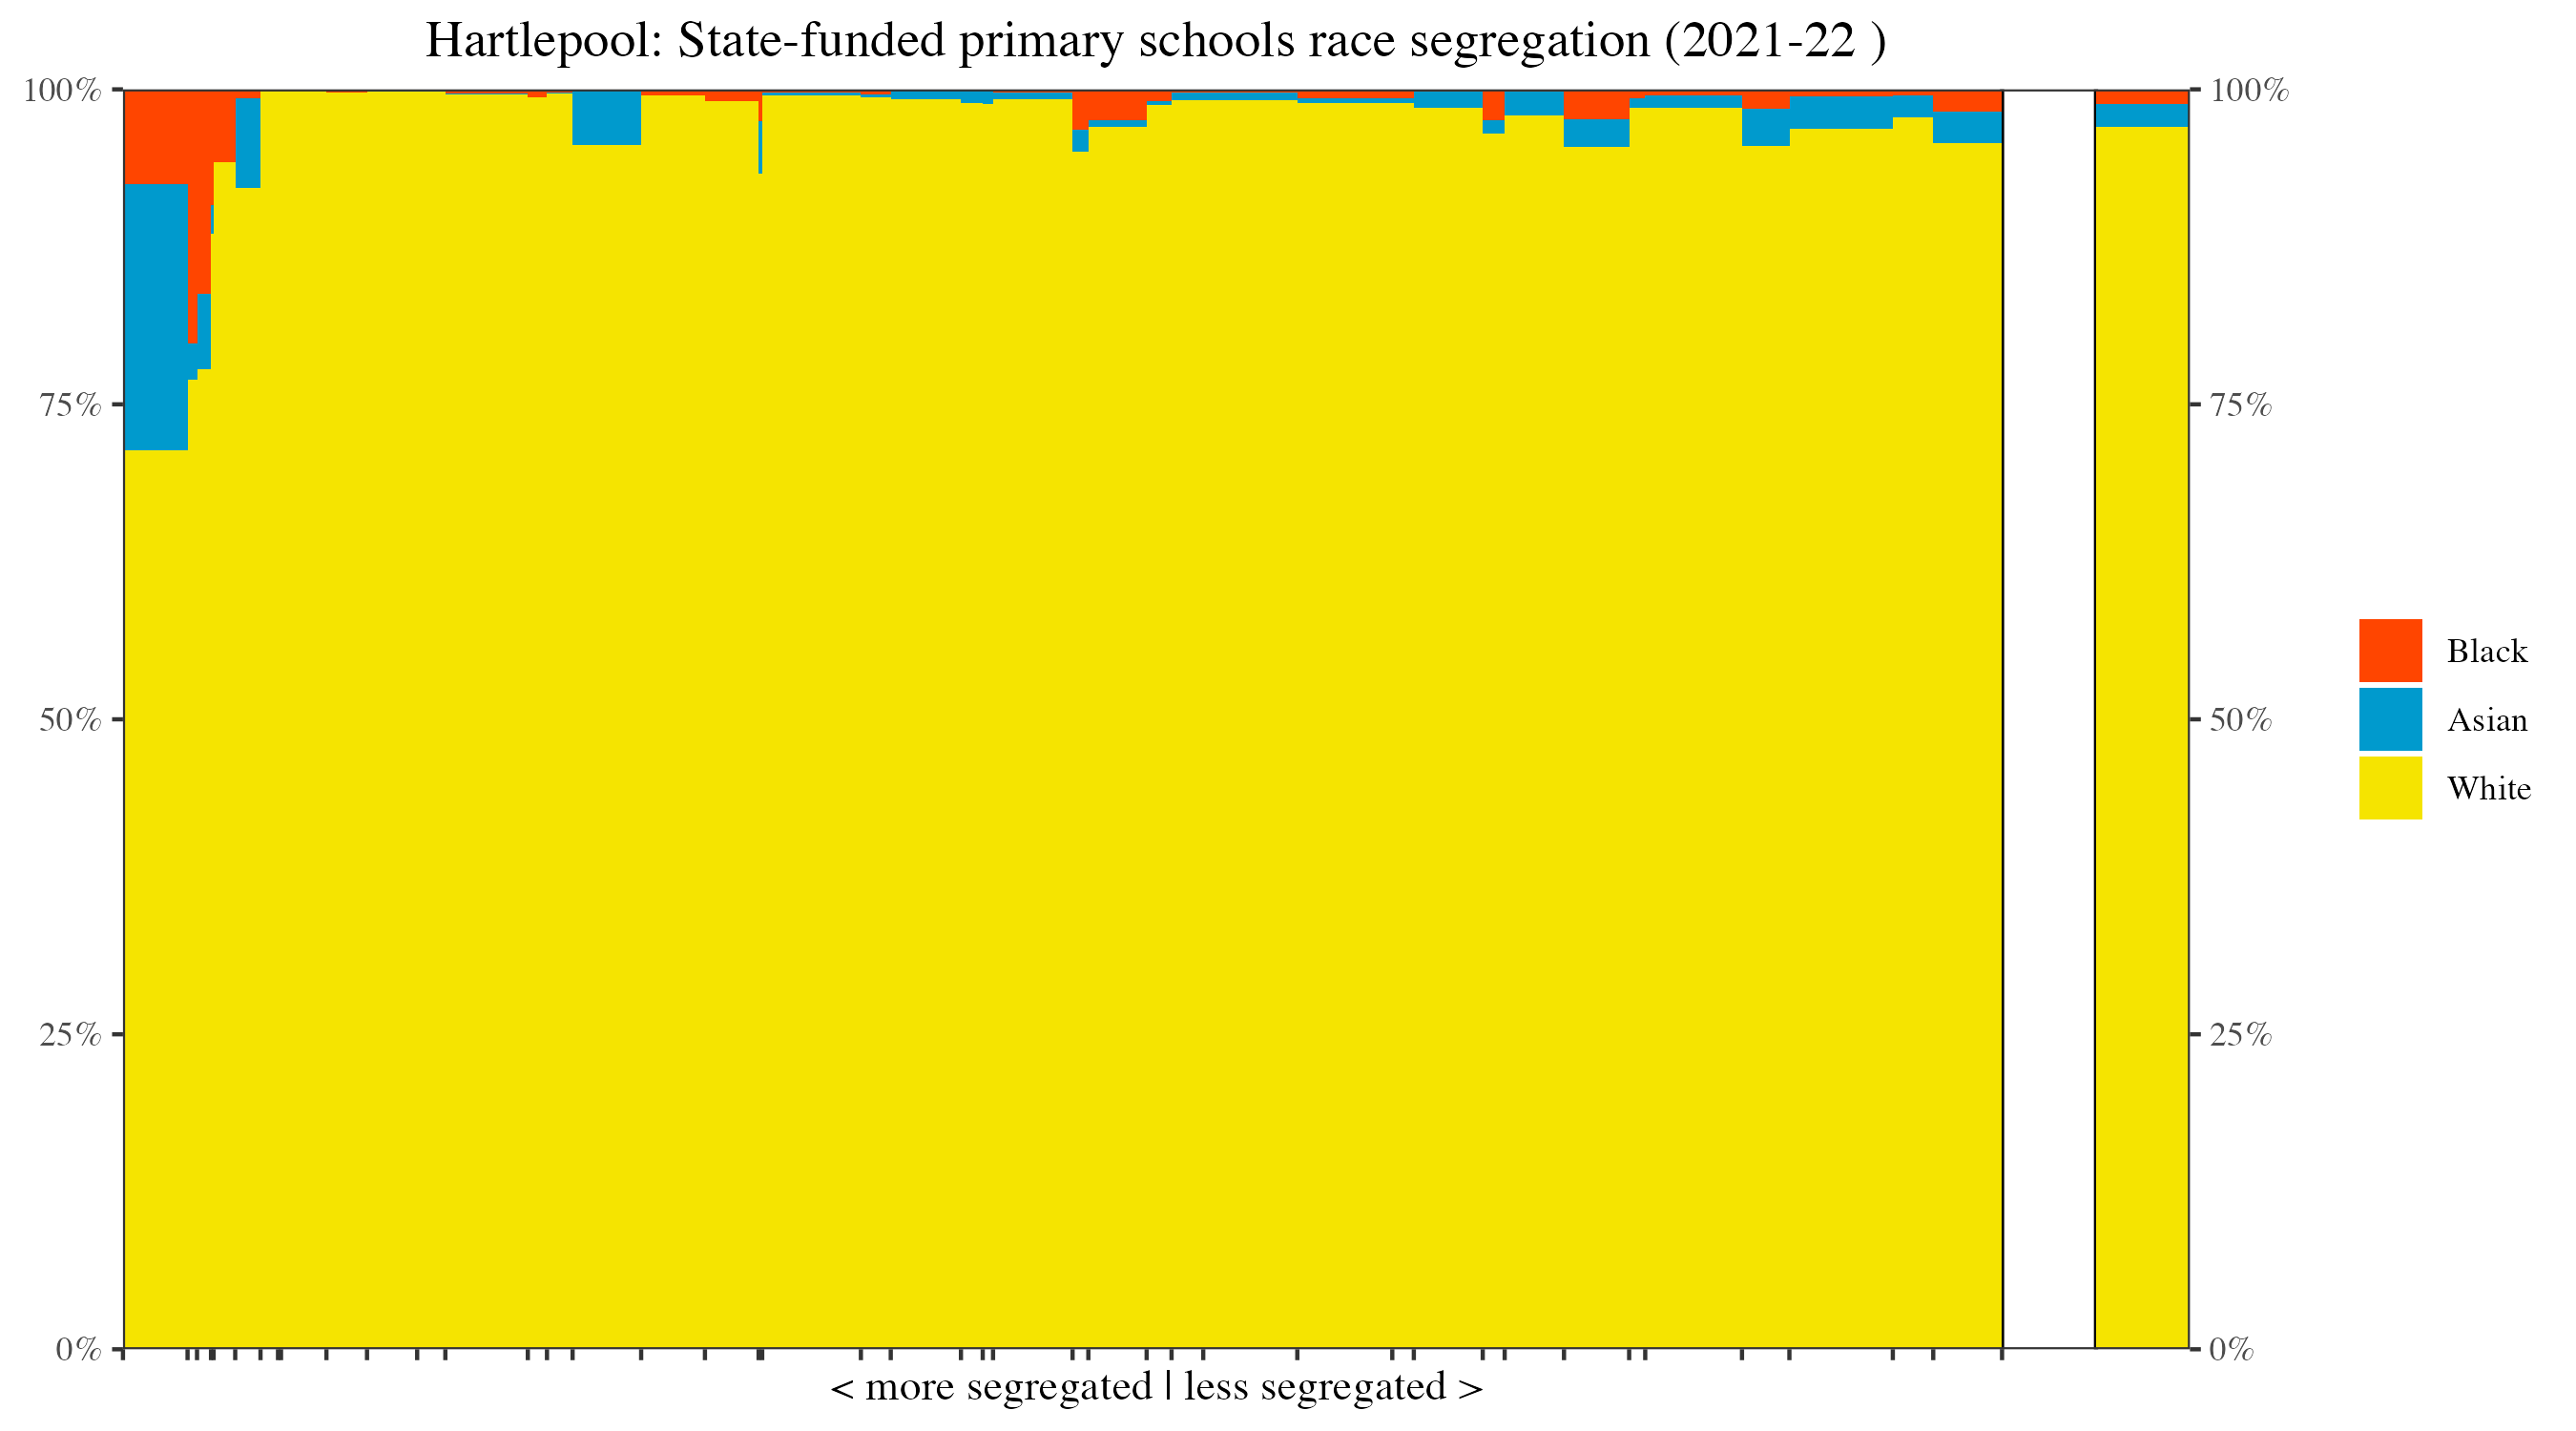 Hartlepool: State-funded primary schools race segregation (2021-22 )
100%
75%
50%
25%
0%
100%
75%
50%
25%
0%
Black
Asian
White
< more segregated | less segregated >